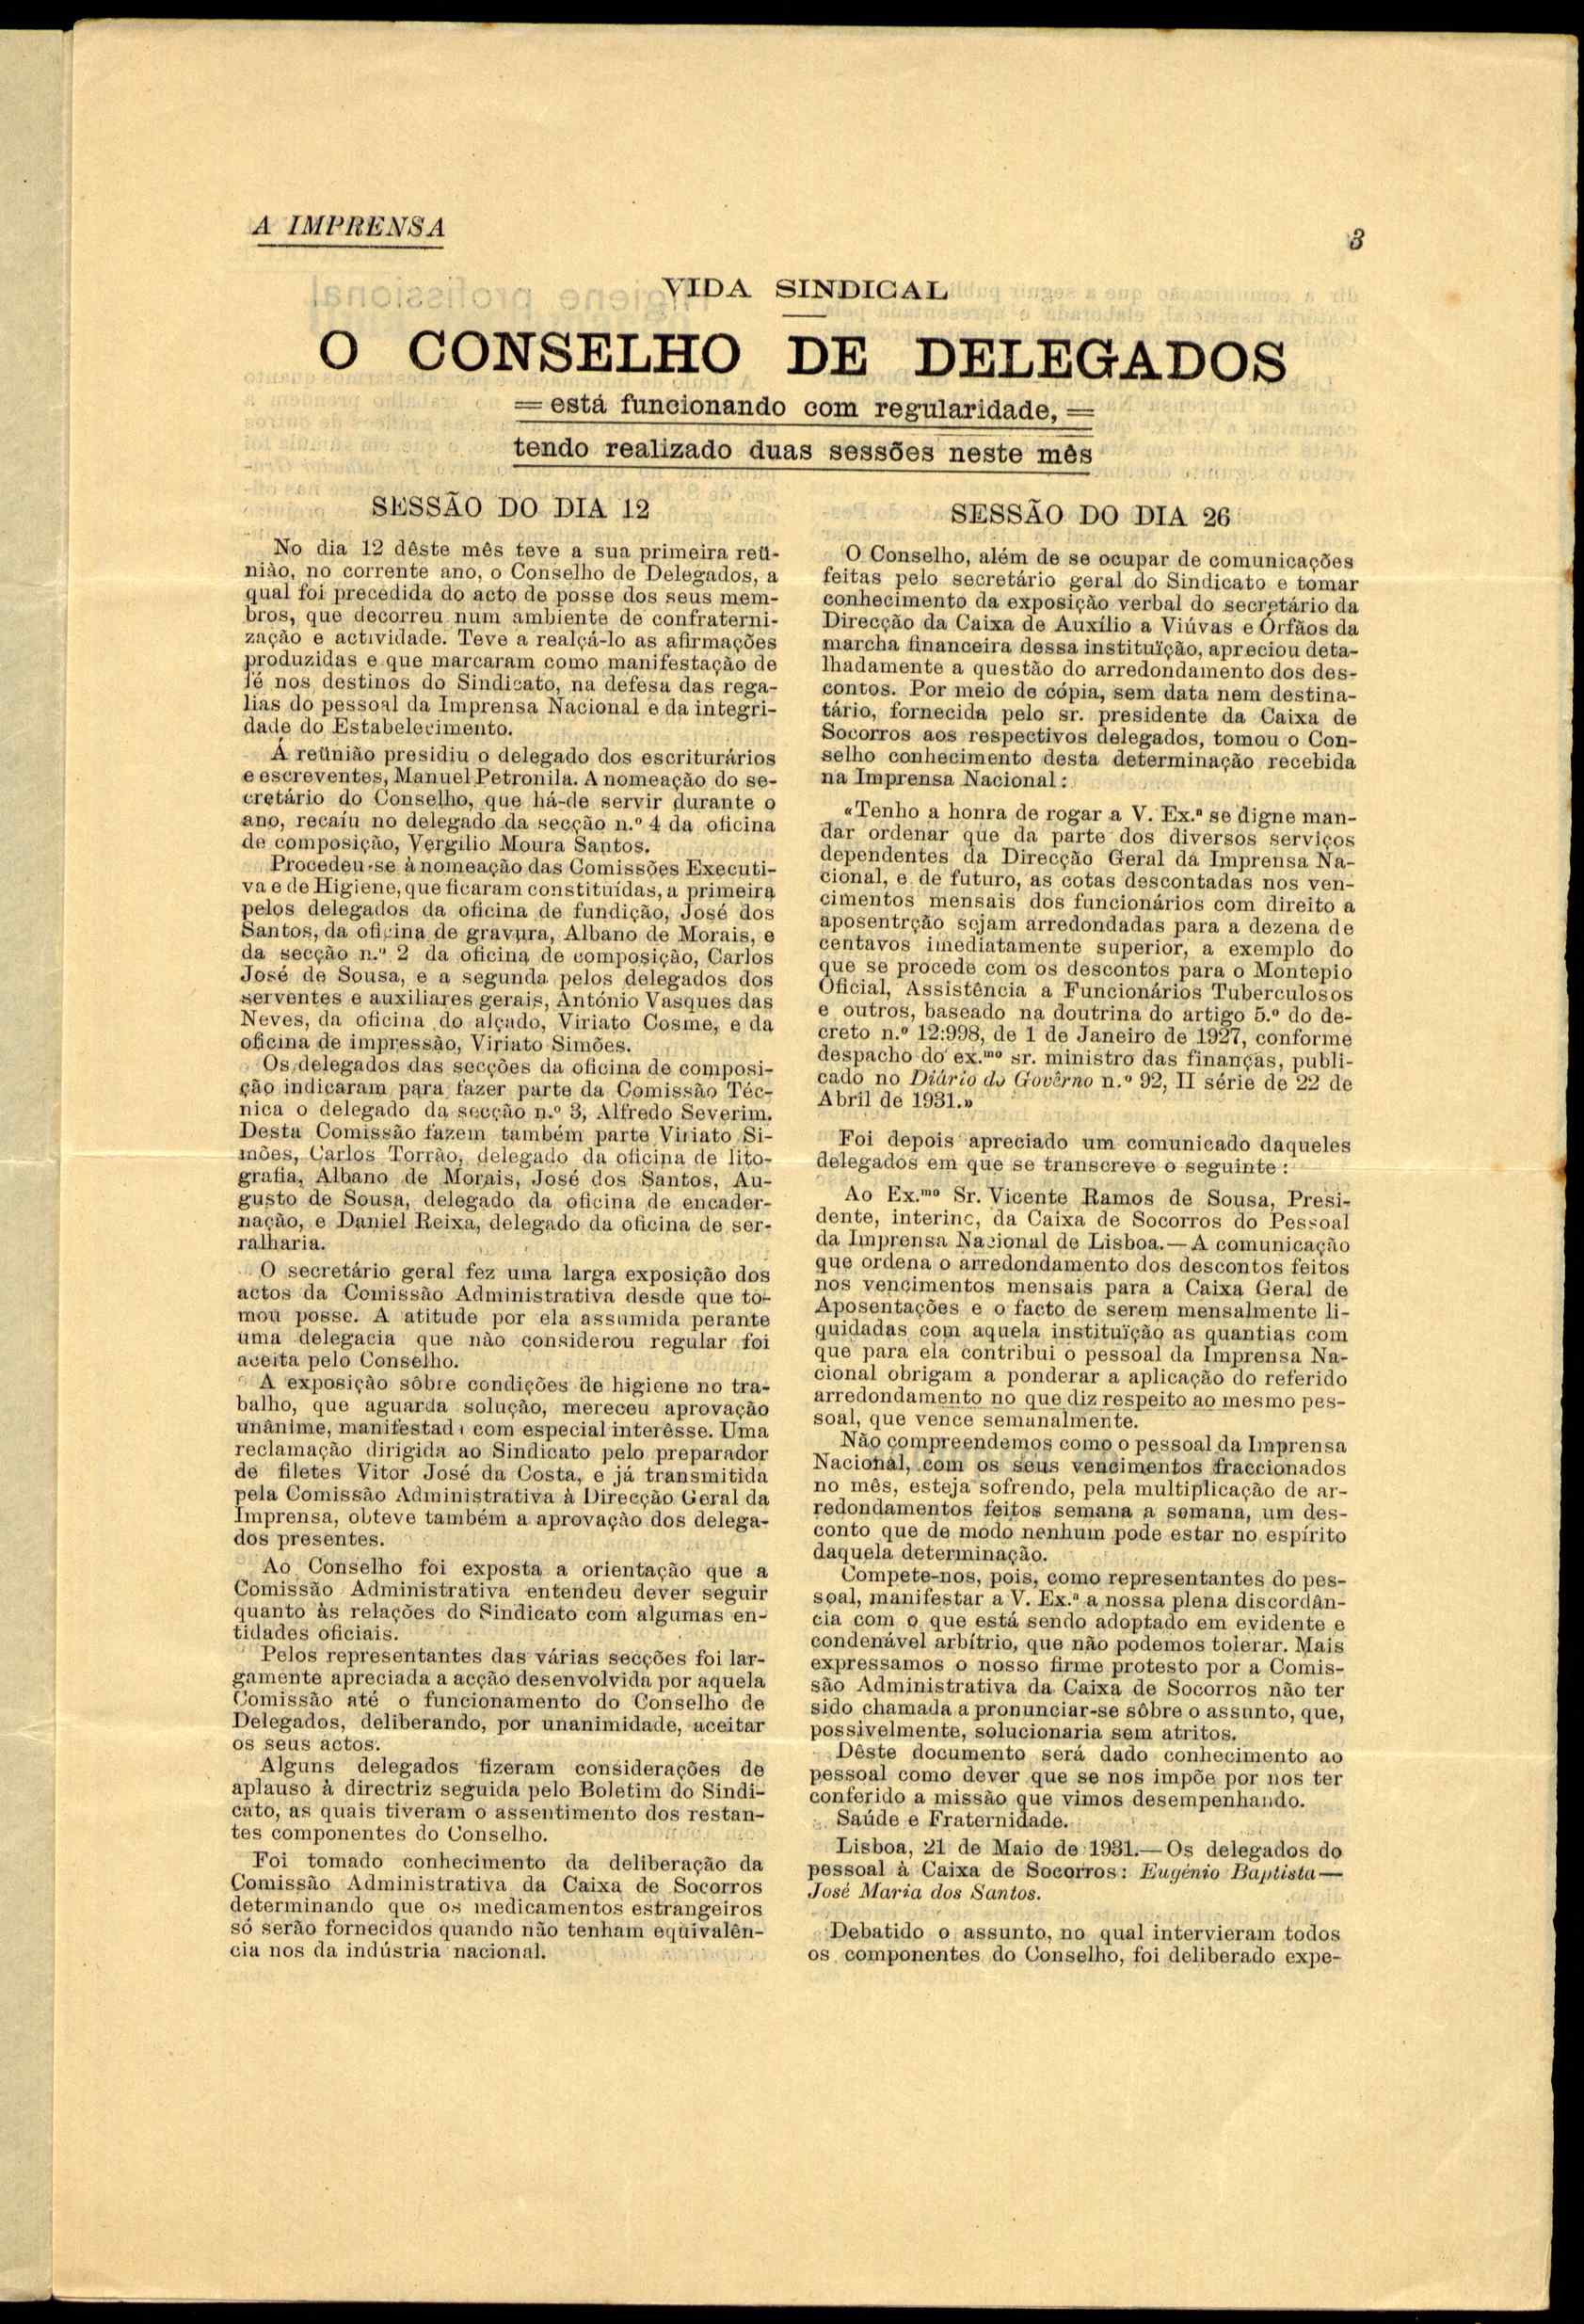 A IMPRENSA
3
VIDA SINDICAL
O CONSELHO DE DELEGADOS
= está funcionando com regularidade, =
tendo realizado duas sessões neste mês
SESSÃO DO DIA 12
No dia 12 dêste mês teve a sua primeira reü-
nião, no corrente ano, o Conselho de Delegados, a
qual foi precedida do acto de posse dos seus mem-
bros, que decorreu num ambiente de confraterni-
zação e actividade. Teve a realçá-lo as afirmações
produzidas e que marcaram como manifestação de
fé nos destinos do Sindicato, na defesa das rega-
lias do pessoal da Imprensa Nacional e da integri-
dade do Estabelecimento.
Á reünião presidiu o delegado dos escriturários
e escreventes, Manuel Petronila. A nomeação do se-
cretário do Conselho, que há-de servir durante o
ano, recaíu no delegado da secção n.º 4 da oficina
de composição, Vergílio Moura Santos.
Procedeu-se à nomeação das Comissões Executi-
va e de Higiene, que ficaram constituídas, a primeira
pelos delegados da oficina de fundição, José dos
Santos, da oficina de gravura, Albano de Morais, e
da secção n.º 2 da oficina de composição, Carlos
José de Sousa, e a segunda pelos delegados dos
serventes e auxiliares gerais, António Vasques das
Neves, da oficina do alçado, Viriato Cosme, e da
oficina de impressão, Viriato Simões.
Os delegados das secções da oficina de composi-
ção indicaram para fazer parte da Comissão Téc-
nica o delegado da secção n.º 3, Alfredo Severim.
Desta Comissão fazem também parte Viriato Si-
mões, Carlos Torrão, delegado da oficina de lito-
grafia, Albano de Morais, José dos Santos, Au-
gusto de Sousa, delegado da oficina de encader-
nação, e Daniel Reixa, delegado da oficina de ser-
ralharia.
O secretário geral fez uma larga exposição dos
actos da Comissão Administrativa desde que to-
mou posse. A atitude por ela assumida perante
uma delegacia que não considerou regular foi
aceita pelo Conselho.
A exposição sôbre condições de higiene no tra-
balho, que aguarda solução, mereceu aprovação
unânime, manifestad com especial interêsse. Uma
reclamação dirigida ao Sindicato pelo preparador
de filetes Vitor José da Costa, e já transmitida
pela Comissão Administrativa à Direcção Geral da
Imprensa, obteve também a aprovação dos delega-
dos presentes.
Ao Conselho foi exposta a orientação que a
Comissão Administrativa entendeu dever seguir
quanto às relações do Sindicato com algumas en-
tidades oficiais.
Pelos representantes das várias secções foi lar-
gamente apreciada a acção desenvolvida por aquela
Comissão até o funcionamento do Conselho de
Delegados, deliberando, por unanimidade, aceitar
os seus actos.
Alguns delegados fizeram considerações de
aplauso à directriz seguida pelo Boletim do Sindi-
cato, as quais tiveram o assentimento dos restan-
tes componentes do Conselho.
Foi tomado conhecimento da deliberação da
Comissão Administrativa da Caixa de Socorros
determinando que os medicamentos estrangeiros
só serão fornecidos quando não tenham eqüivalên-
cia nos da indústria nacional.
SESSÃO DO DIA 26
O Conselho, além de se ocupar de comunicações
feitas pelo secretário geral do Sindicato e tomar
conhecimento da exposição verbal do secretário da
Direcção da Caixa de Auxílio a Viúvas e Órfãos da
marcha financeira dessa instituïção, apreciou deta-
lhadamente a questão do arredondamento dos des-
contos. Por meio de cópia, sem data nem destina-
tário, fornecida pelo sr. presidente da Caixa de
Socorros aos respectivos delegados, tomou o Con-
selho conhecimento desta determinação recebida
na Imprensa Nacional:
«Tenho a honra de rogar a V. Ex.ª se digne man-
dar ordenar que da parte dos diversos serviços
dependentes da Direcção Geral da Imprensa Na-
cional, e de futuro, as cotas descontadas nos ven-
cimentos mensais dos funcionários com direito a
aposentrção sejam arredondadas para a dezena de
centavos imediatamente superior, a exemplo do
que se procede com os descontos para o Montepio
Oficial, Assistência a Funcionários Tuberculosos
e outros, baseado na doutrina do artigo 5.º do de-
creto n.º 12:998, de 1 de Janeiro de 1927, conforme
despacho do ex.mo sr. ministro das finanças, publi-
cado no Diário do Govêrno n.º 92, II série de 22 de
Abril de 1931.»
Foi depois apreciado um comunicado daqueles
delegados em que se transcreve o seguinte:
Ao Ex.mo Sr. Vicente Ramos de Sousa, Presi-
dente, interino, da Caixa de Socorros do Pessoal
da Imprensa Nacional de Lisboa.—A comunicação
que ordena o arredondamento dos descontos feitos
nos vencimentos mensais para a Caixa Geral de
Aposentações e o facto de serem mensalmente li-
quidadas com aquela instituïção as quantias com
que para ela contribui o pessoal da Imprensa Na-
cional obrigam a ponderar a aplicação do referido
arredondamento no que diz respeito ao mesmo pes-
soal, que vence semanalmente.
Não compreendemos como o pessoal da Imprensa
Nacional, com os seus vencimentos fraccionados
no mês, esteja sofrendo, pela multiplicação de ar-
redondamentos feitos semana a semana, um des-
conto que de modo nenhum pode estar no espírito
daquela determinação.
Compete-nos, pois, como representantes do pes-
soal, manifestar a V. Ex.ª a nossa plena discordân-
cia com o que está sendo adoptado em evidente e
condenável arbítrio, que não podemos tolerar. Mais
expressamos o nosso firme protesto por a Comis-
são Administrativa da Caixa de Socorros não ter
sido chamada a pronunciar-se sôbre o assunto, que,
possivelmente, solucionaria sem atritos.
Dêste documento será dado conhecimento ao
pessoal como dever que se nos impõe por nos ter
conferido a missão que vimos desempenhando.
Saúde e Fraternidade.
Lisboa, 21 de Maio de 1931.—Os delegados do
pessoal à Caixa de Socorros: Eugénio Baptista—
José Maria dos Santos.
Debatido o assunto, no qual intervieram todos
os componentes do Conselho, foi deliberado expe-